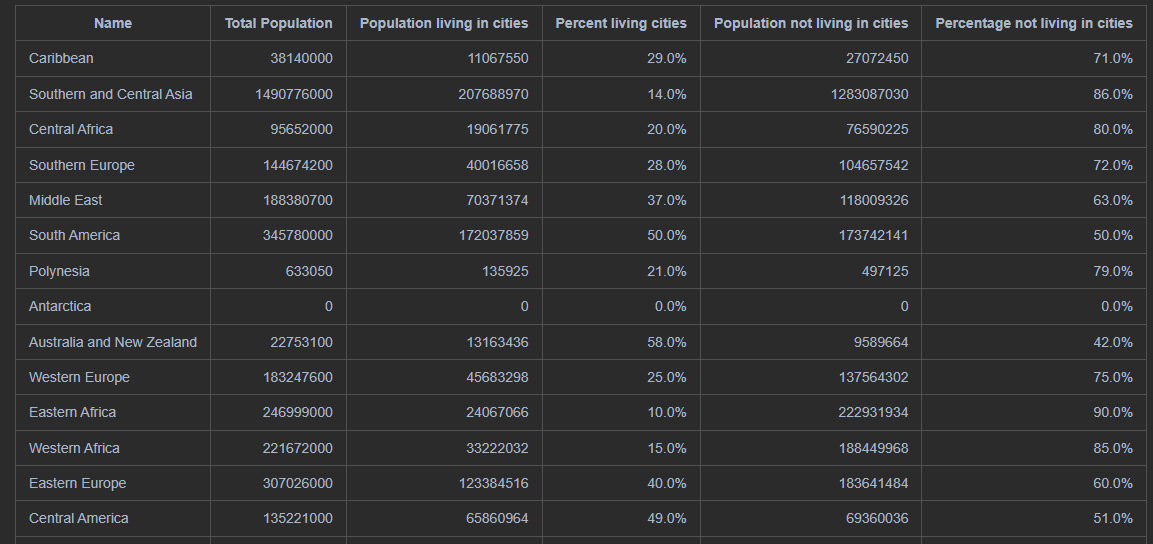 Name Total Population Population living in cities Percent living cities Population not living in cities Percentage not living in cities
Caribbean 38140000 11067550 29.0% 27072450 71.0%
Southern and Central Asia 1490776000 207688970 14.0% 1283087030 86.0%
Central Africa 95652000 19061775 20.0% 76590225 80.0%
Southern Europe 144674200 40016658 28.0% 104657542 72.0%
Middle East 188380700 70371374 37.0% 118009326 63.0%
South America 345780000 172037859 50.0% 173742141 50.0%
Polynesia 633050 135925 21.0% 497125 79.0%
Antarctica 0 0 0.0% 0 0.0%
Australia and New Zealand 22753100 13163436 58.0% 9589664 42.0%
Western Europe 183247600 45683298 25.0% 137564302 75.0%
Eastern Africa 246999000 24067066 10.0% 222931934 90.0%
Western Africa 221672000 33222032 15.0% 188449968 85.0%
Eastern Europe 307026000 123384516 40.0% 183641484 60.0%
Central America 135221000 65860964 49.0% 69360036 51.0%